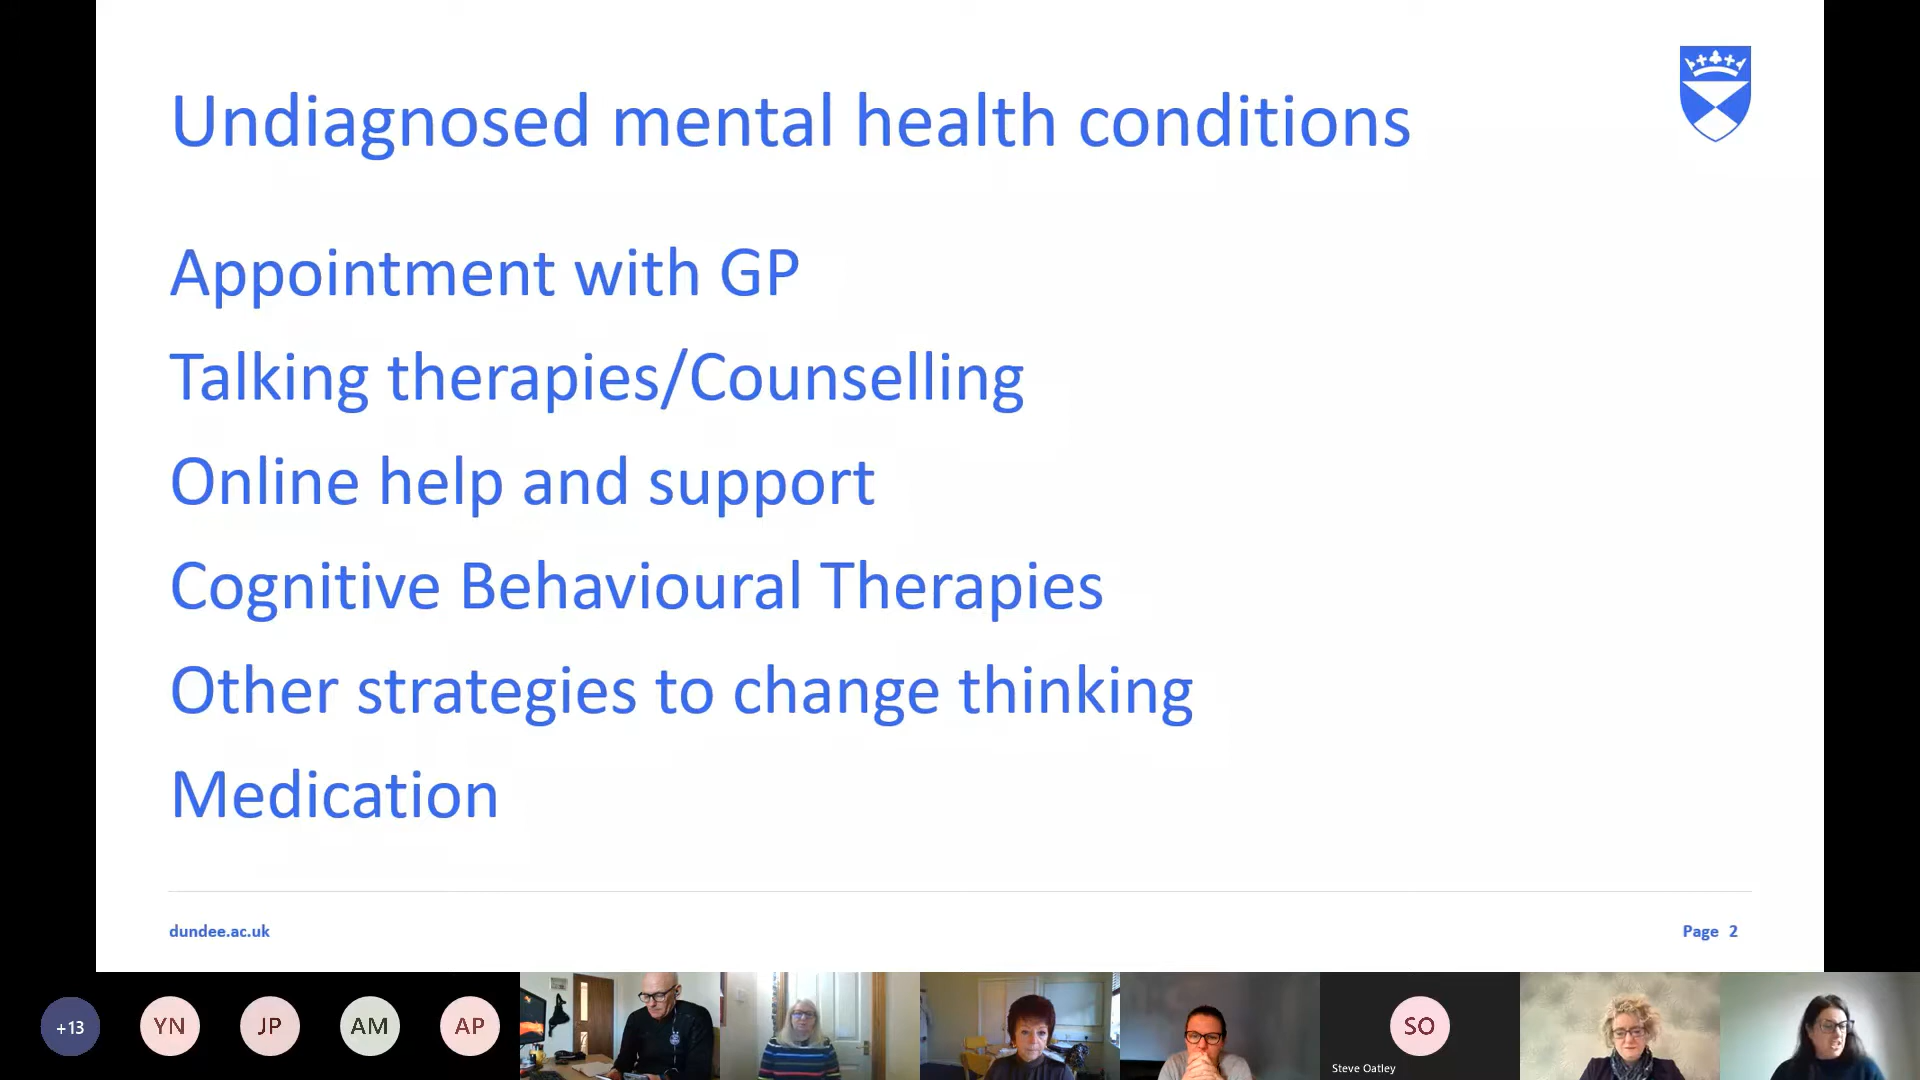 Undiagnosed mental health conditions
Appointment with GP
Talking therapies/Counselling
Online help and support
Cognitive Behavioural Therapies
Other strategies to change thinking
Medication
dundee.ac.uk
Page 2
+13
YN
JP
AM
AP
SO
Steve Oatley